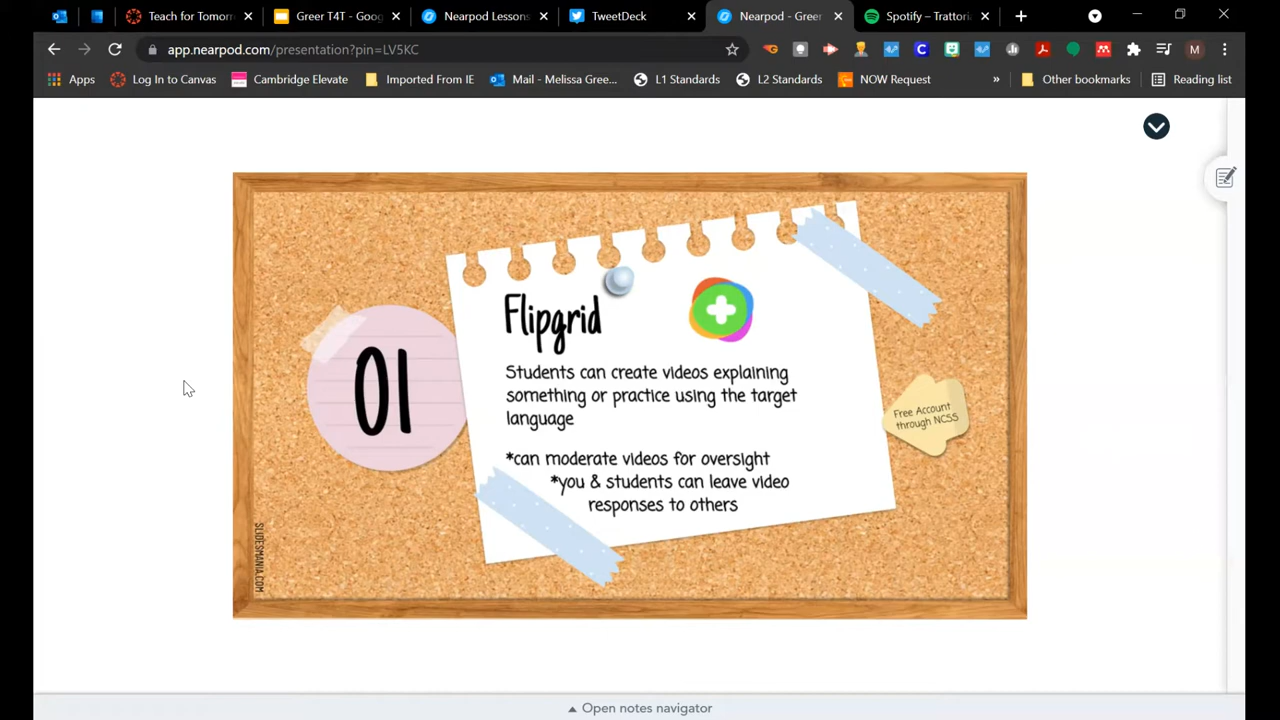 Teach for Tomorr
Greer T4T - Goog
Nearpod Lessons
TweetDeck
Nearpod - Greer
Spotify – Trattoria
app.nearpod.com/presentation?pin=LV5KC
M
Apps
Log In to Canvas
Cambridge Elevate
Imported From IE
Mail - Melissa Gree...
L1 Standards
L2 Standards
NOW Request
»
Other bookmarks
Reading list
01
Flipgrid
Students can create videos explaining
something or practice using the target
language
*can moderate videos for oversight
*you & students can leave video
responses to others
Free Account
through NCSS
SLIDESMANIA.COM
Open notes navigator